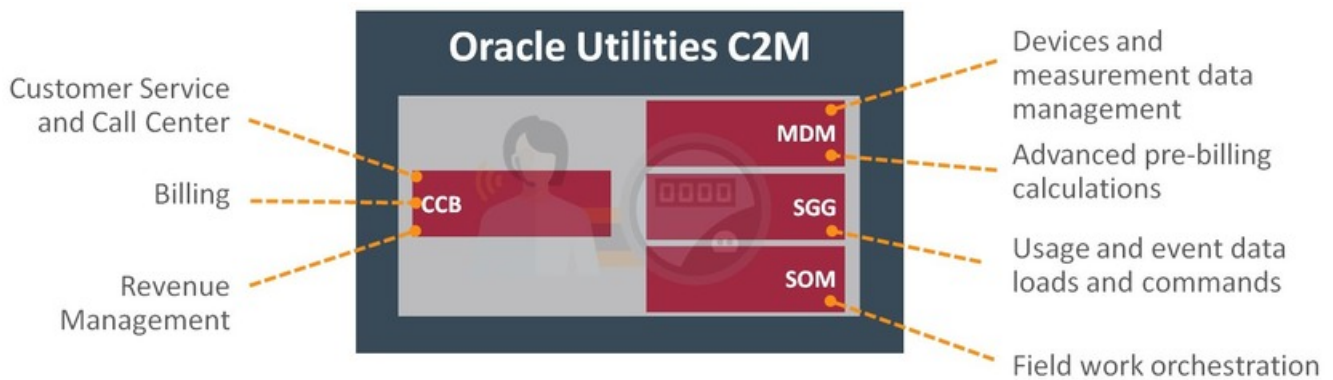 Oracle Utilities C2M
Customer Service
and Call Center
Billing
Revenue
Management
CCB
MDM
SGG
SOM
Devices and
measurement data
management
Advanced pre-billing
calculations
Usage and event data
loads and commands
Field work orchestration